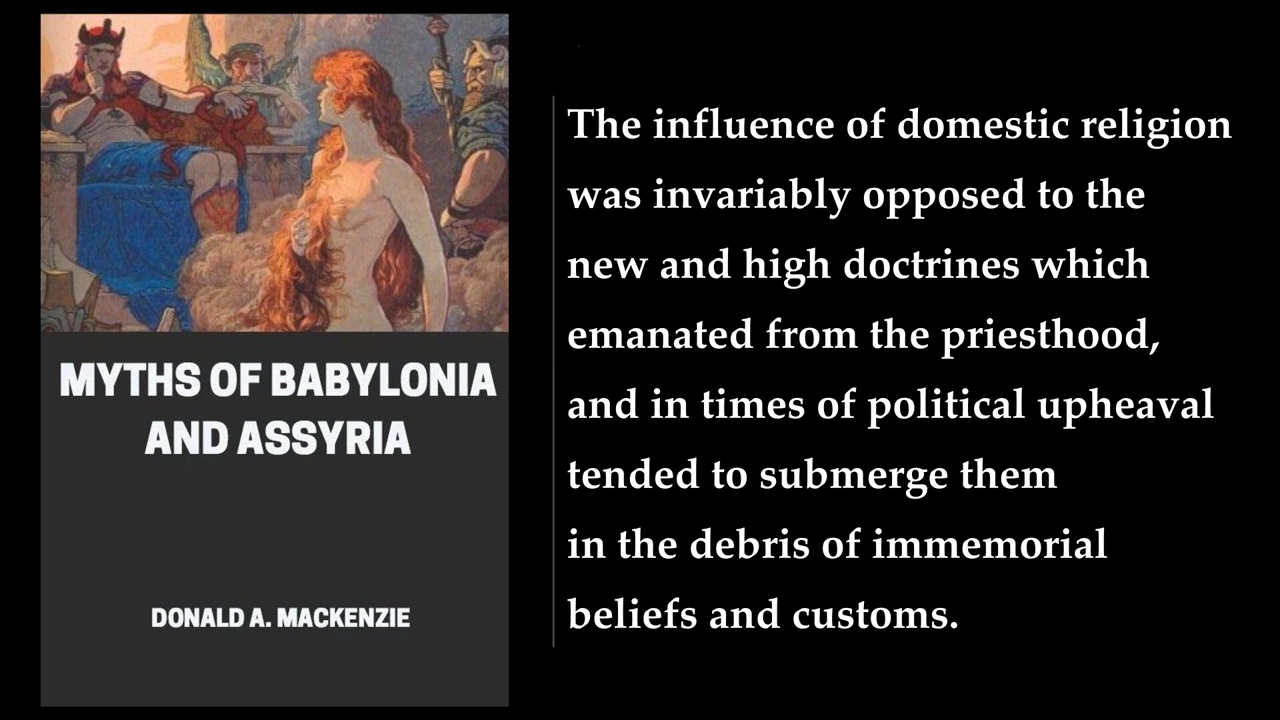 MYTHS OF BABYLONIA
AND ASSYRIA
DONALD A. MACKENZIE
The influence of domestic religion
was invariably opposed to the
new and high doctrines which
emanated from the priesthood,
and in times of political upheaval
tended to submerge them
in the debris of immemorial
beliefs and customs.